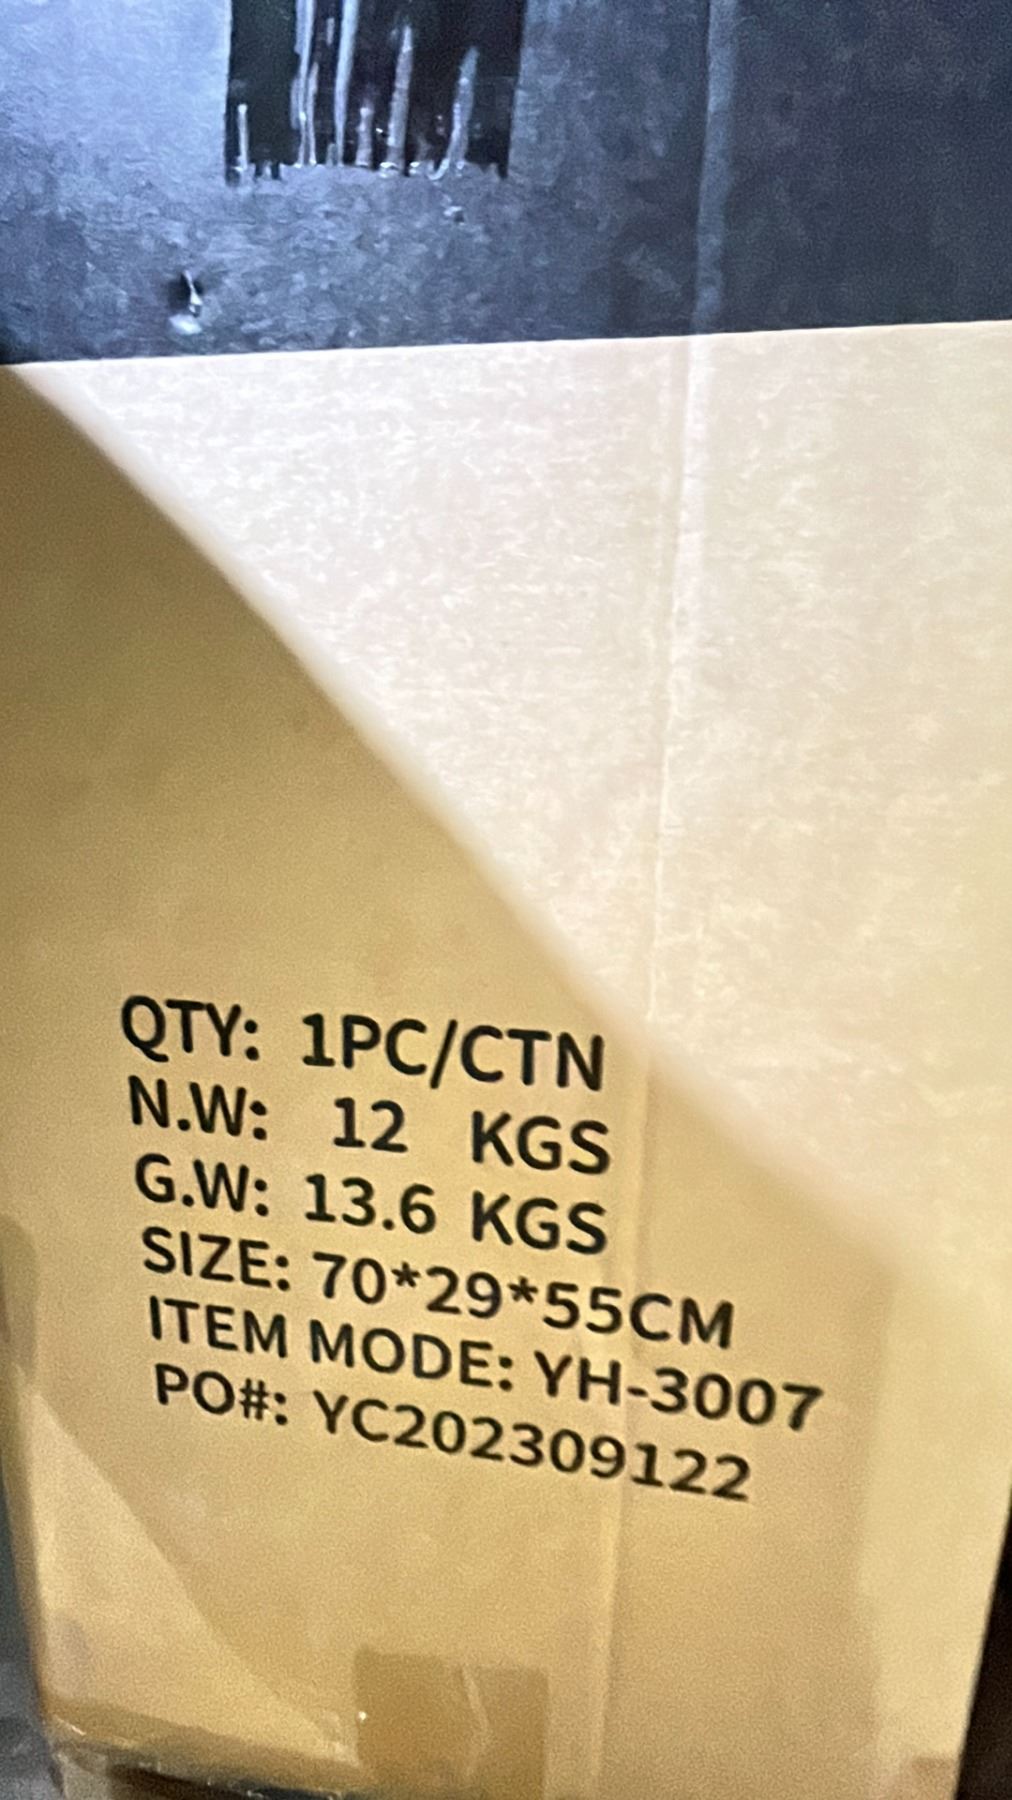 QTY: 1PC/CTN
N.W: 12 KGS
G.W: 13.6 KGS
SIZE: 70*29*55CM
ITEM MODE: YH-3007
PO#: YC202309122